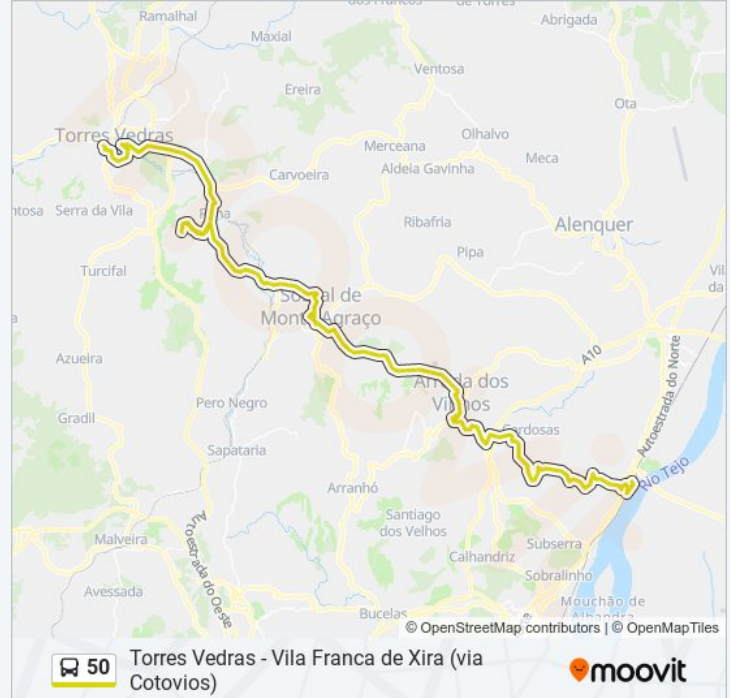 Ramalhal
Abrigada
Maxial
Ventosa
Ereira
Ota
Torres Vedras
Olhalvo
Merceana
Meca
Aldeia Gavinha
Carvoeira
Serra da Vila
Ribafria
Alenquer
Pipa
Turcifal
Sobral de
Monte Agraço
A10
Azueira
Arruda dos
Vinhos
Autoestrada do Norte
Pero Negro
Gradil
Cardosas
Sapataria
Rio Tejo
Arranhó
Santiago
dos Velhos
Malveira
Autoestrada do Oeste
Calhandriz
Subserra
Sobralinho
Avessada
Mouchão de
Alhandra
Bucelas
© OpenStreetMap contributors | © OpenMapTiles
50
Torres Vedras - Vila Franca de Xira (via
Cotovios)
moovit